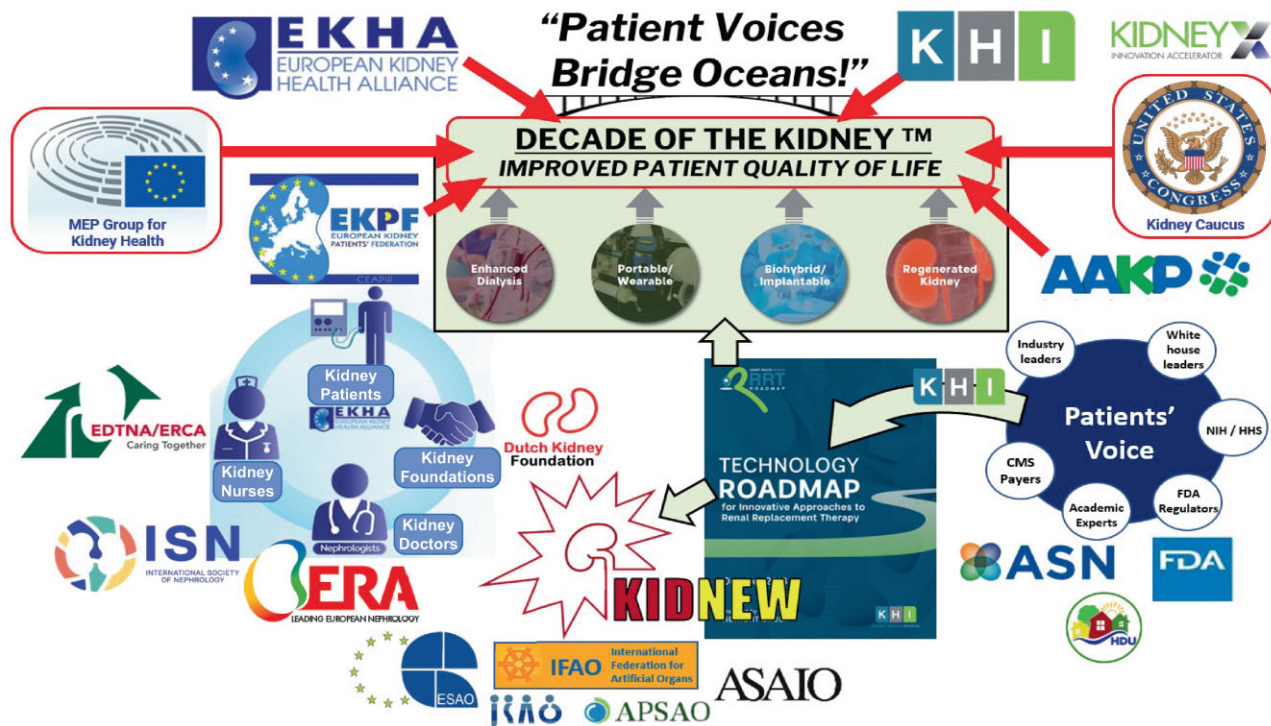 EKHA
EUROPEAN KIDNEY
HEALTH ALLIANCE
“Patient Voices
Bridge Oceans!”
K H I
KIDNEY X
INNOVATION ACCELERATOR
DECADE OF THE KIDNEY ™
IMPROVED PATIENT QUALITY OF LIFE
MEP Group for
Kidney Health
UNITED STATES
CONGRESS
Kidney Caucus
EKPF
EUROPEAN KIDNEY
PATIENTS' FEDERATION
CEAPIR
Enhanced
Dialysis
Portable/
Wearable
Biohybrid/
Implantable
Regenerated
Kidney
AAKP
Kidney
Patients
EKHA
EUROPEAN KIDNEY
HEALTH ALLIANCE
EDTNA/ERCA
Caring Together
Kidney
Nurses
Kidney
Foundations
Nephrologists
Kidney
Doctors
Dutch Kidney
Foundation
RRT
ROADMAP
TECHNOLOGY
ROADMAP
for Innovative Approaches to
Renal Replacement Therapy
KHI
K H I
Patients'
Voice
Industry
leaders
White
house
leaders
NIH / HHS
CMS
Payers
Academic
Experts
FDA
Regulators
ISN
INTERNATIONAL SOCIETY
OF NEPHROLOGY
ERA
LEADING EUROPEAN NEPHROLOGY
KIDNEW
ASN
FDA
HDU
ESAO
IFAO
International
Federation for
Artificial Organs
APSAO
ASAIO